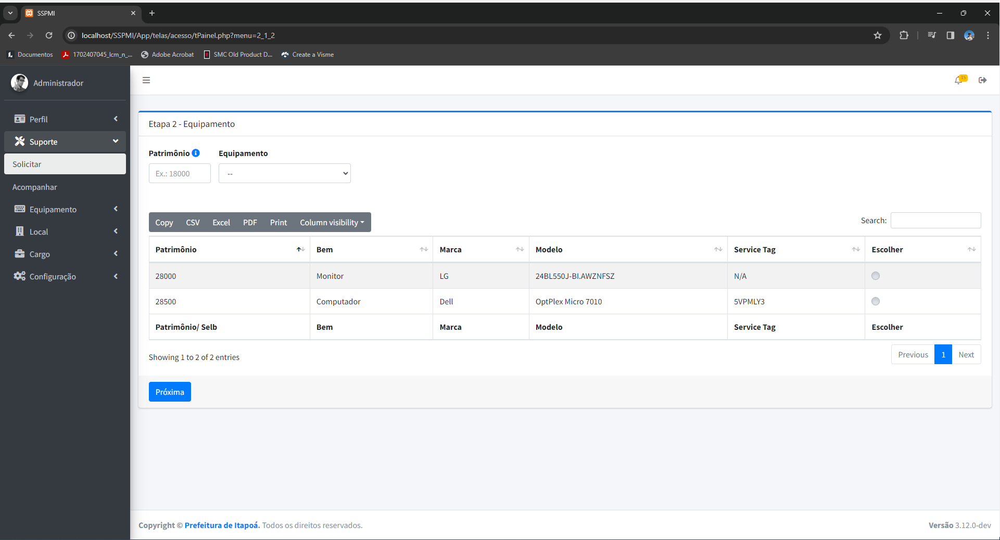 SSPMI
localhost/SSPMI/App/telas/acesso/tPainel.php?menu=2_1_2
Documentos 1702407045_lcm_n_... Adobe Acrobat SMC Old Product D... Create a Visme
Administrador
15
Perfil
Suporte
Solicitar
Acompanhar
Equipamento
Local
Cargo
Configuração
Etapa 2 - Equipamento
Patrimônio Equipamento
Ex.: 18000 --
Copy CSV Excel PDF Print Column visibility
Search:
Patrimônio Bem Marca Modelo Service Tag Escolher
28000 Monitor LG 24BL550J-BI.AWZNFSZ N/A
28500 Computador Dell OptPlex Micro 7010 5VPMLY3
Patrimônio/ Selb Bem Marca Modelo Service Tag Escolher
Showing 1 to 2 of 2 entries
Previous 1 Next
Próxima
Copyright © Prefeitura de Itapoá. Todos os direitos reservados.
Versão 3.12.0-dev